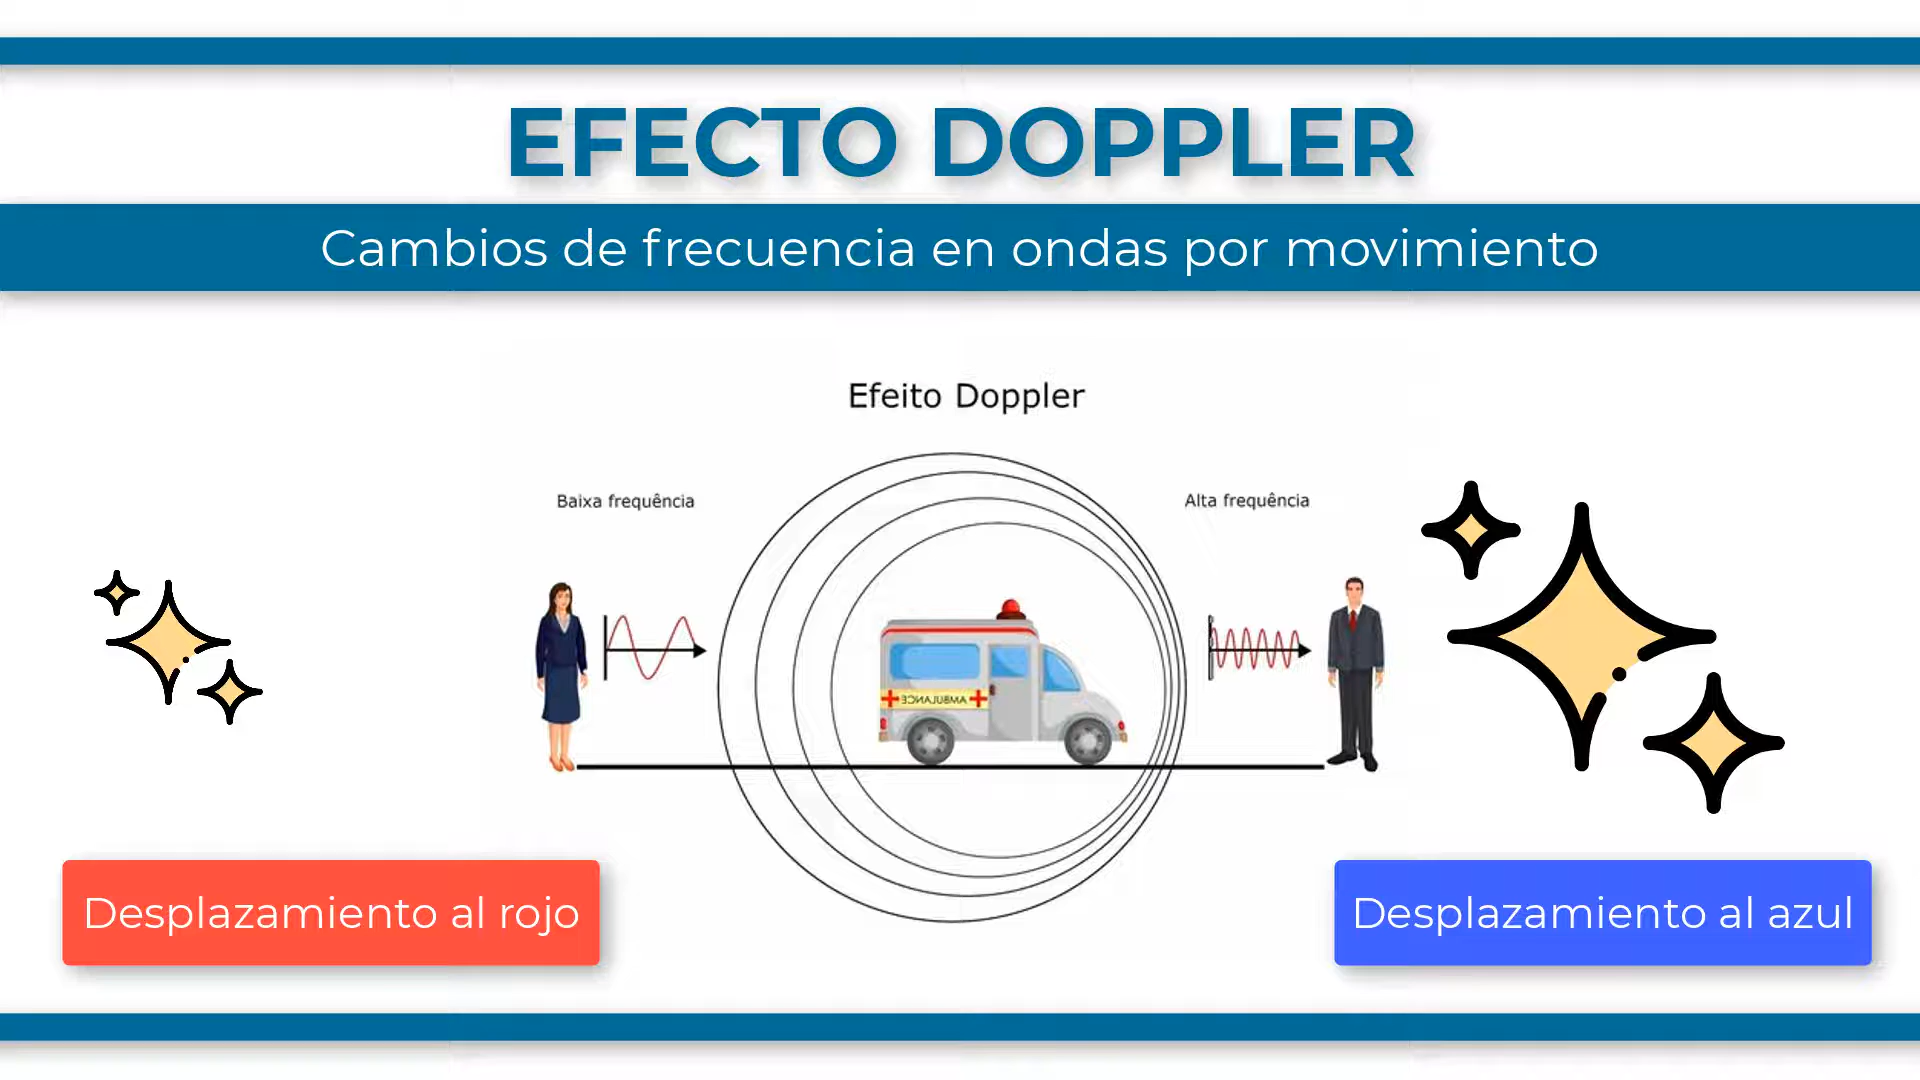 EFECTO DOPPLER
Cambios de frecuencia en ondas por movimiento
Efeito Doppler
Baixa frequência
Alta frequência
AMBULANCE
Desplazamiento al rojo
Desplazamiento al azul